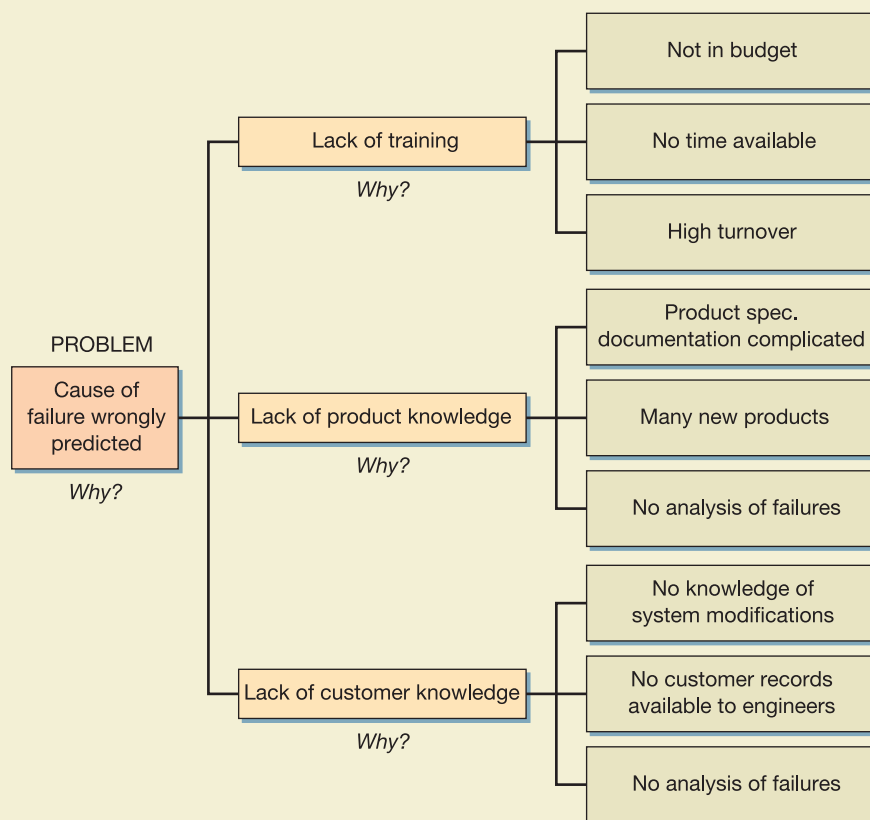 Not in budget
Lack of training
Why?
No time available
High turnover
PROBLEM
Cause of
failure wrongly
predicted
Why?
Product spec.
documentation complicated
Lack of product knowledge
Why?
Many new products
No analysis of failures
No knowledge of
system modifications
Lack of customer knowledge
Why?
No customer records
available to engineers
No analysis of failures